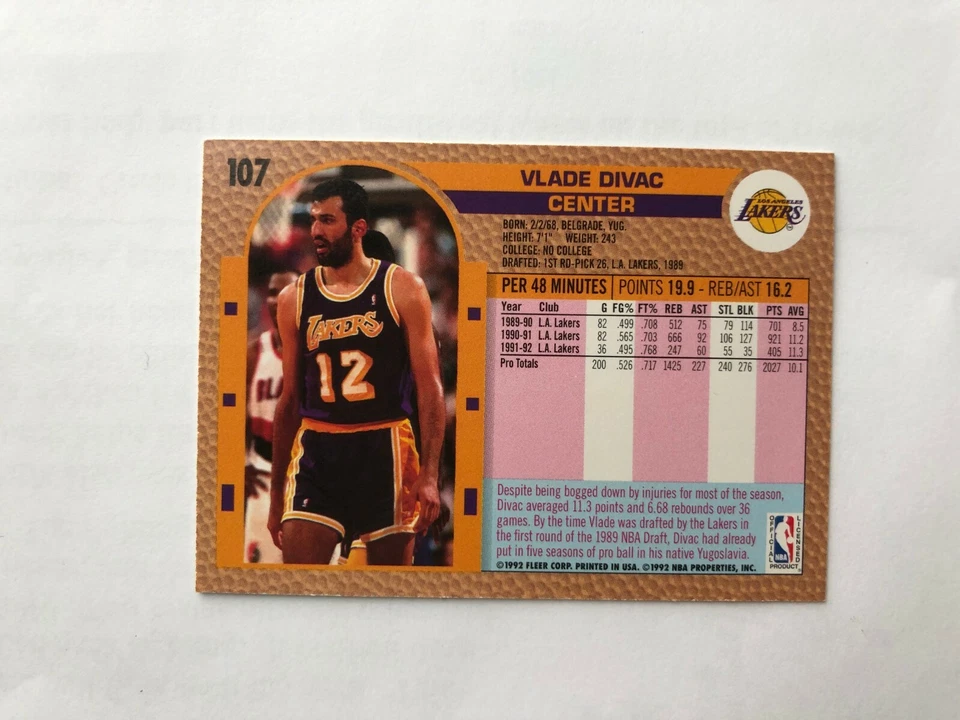 107
VLADE DIVAC
CENTER
LOS ANGELES
LAKERS
BORN: 2/2/68, BELGRADE, YUG.
HEIGHT: 7'1" WEIGHT: 243
COLLEGE: NO COLLEGE
DRAFTED: 1ST RD-PICK 26, L.A. LAKERS, 1989
PER 48 MINUTES POINTS 19.9 - REB/AST 16.2
Year Club G FG% FT% REB AST STL BLK PTS AVG
1989-90 L.A. Lakers 82 .499 .708 512 75 79 114 701 8.5
1990-91 L.A. Lakers 82 .565 .703 666 92 106 127 921 11.2
1991-92 L.A. Lakers 36 .495 .768 247 60 55 35 405 11.3
Pro Totals 200 .526 .717 1425 227 240 276 2027 10.1
LAKERS
12
BLA
Despite being bogged down by injuries for most of the season,
Divac averaged 11.3 points and 6.68 rebounds over 36
games. By the time Vlade was drafted by the Lakers in
the first round of the 1989 NBA Draft, Divac had already
put in five seasons of pro ball in his native Yugoslavia.
©1992 FLEER CORP. PRINTED IN USA. ©1992 NBA PROPERTIES, INC.
OFFICIAL
LICENSED
NBA
PRODUCT